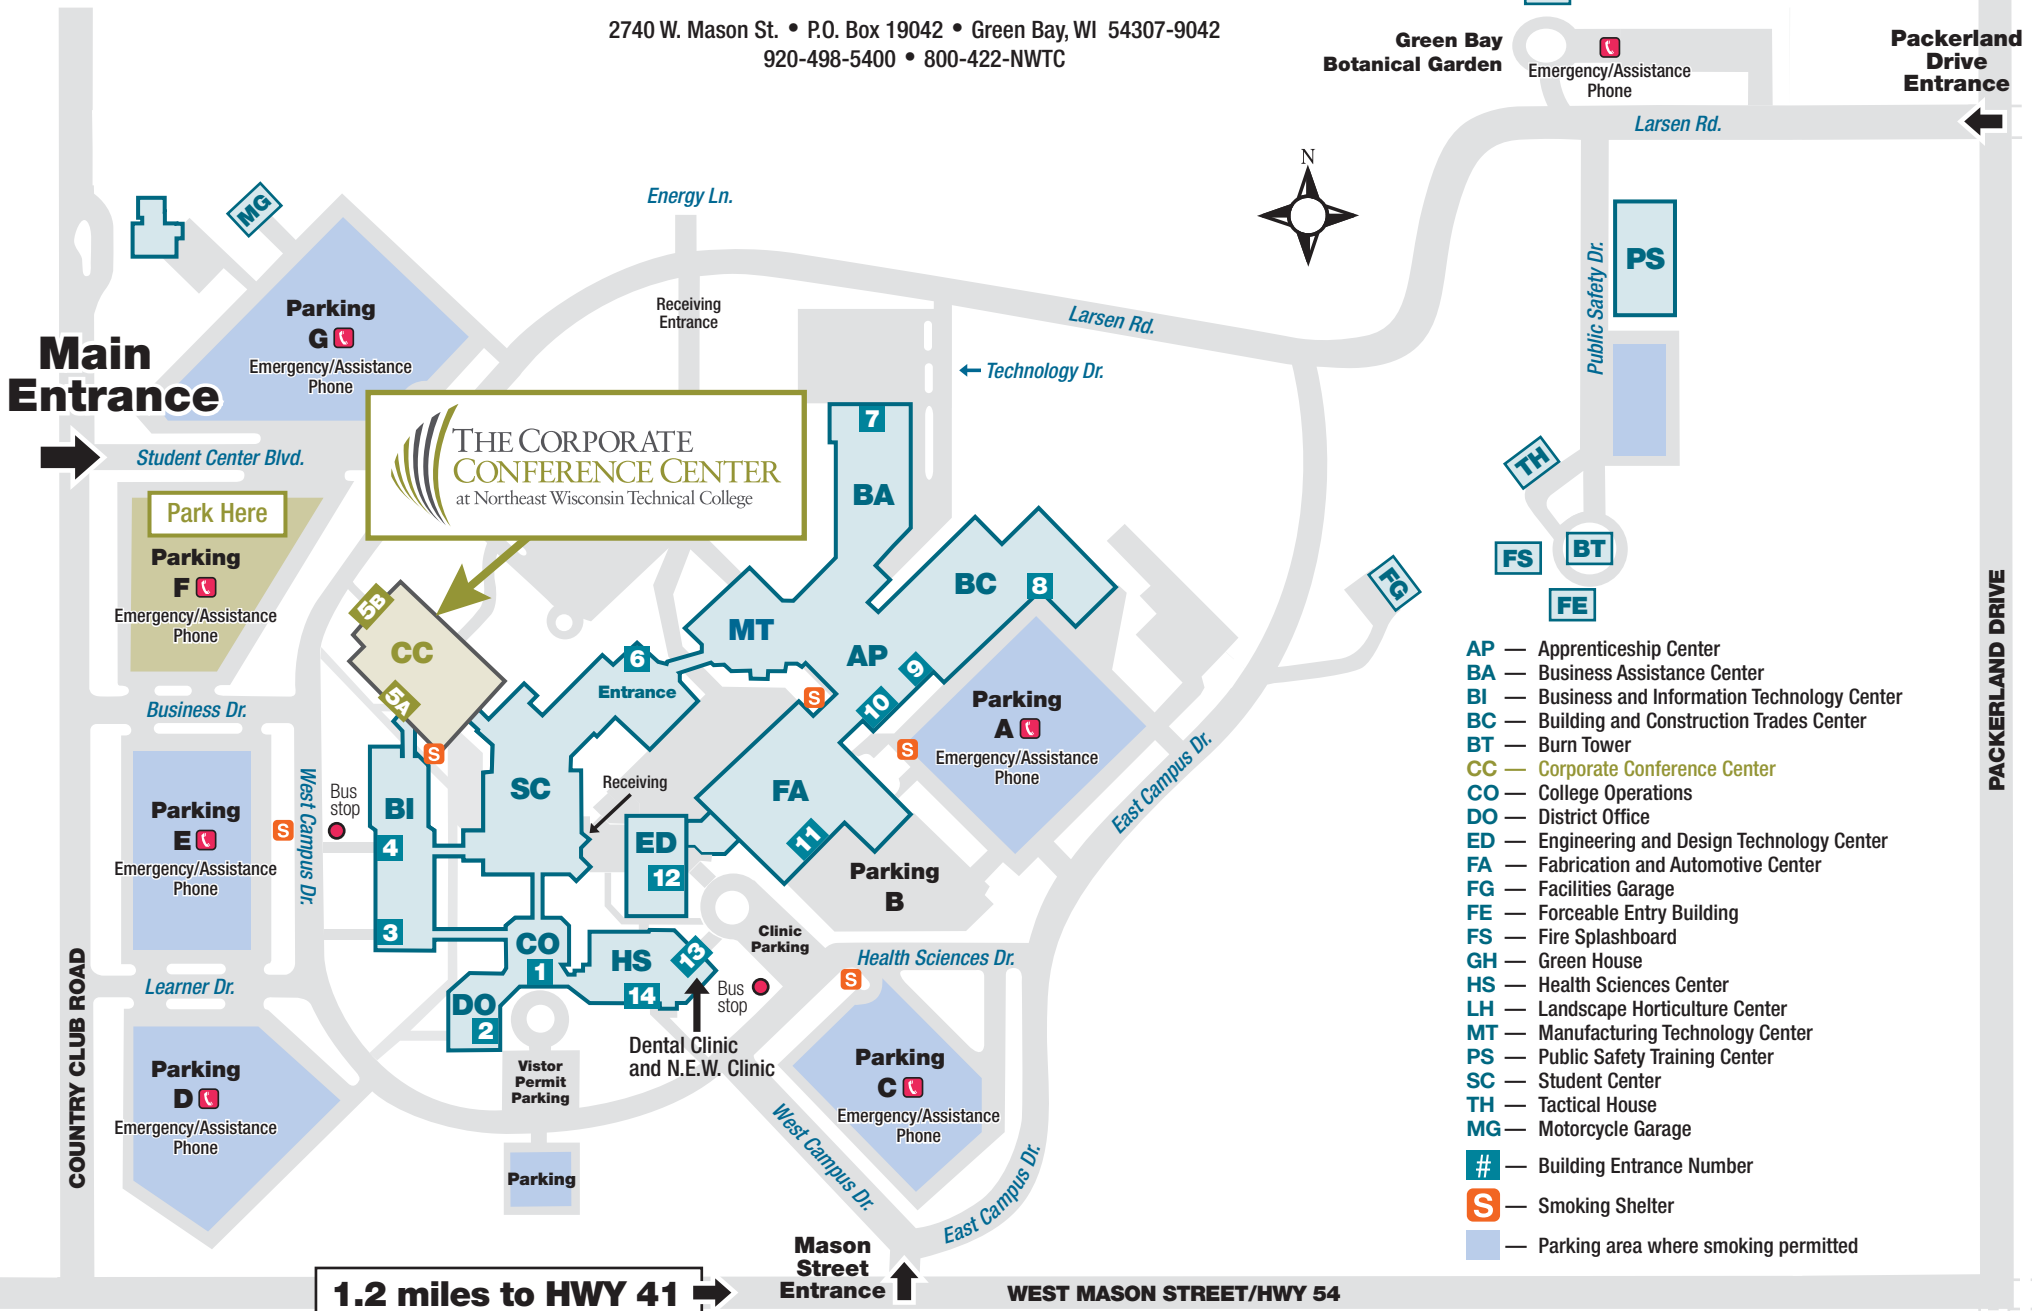 2740 W. Mason St. • P.O. Box 19042 • Green Bay, WI 54307-9042
920-498-5400 • 800-422-NWTC
Green Bay
Botanical Garden
Emergency/Assistance
Phone
Packerland
Drive
Entrance
Larsen Rd.
N
MG
Energy Ln.
Receiving
Entrance
Larsen Rd.
Technology Dr.
Public Safety Dr.
PS
Parking
G
Emergency/Assistance
Phone
Main
Entrance
Student Center Blvd.
THE CORPORATE
CONFERENCE CENTER
at Northeast Wisconsin Technical College
Park Here
Parking
F
Emergency/Assistance
Phone
7
BA
BC
8
MT
AP
9
10
5B
CC
5A
6
Entrance
S
S
S
TH
FS
BT
FE
FG
Parking
A
Emergency/Assistance
Phone
Business Dr.
West Campus Dr.
Parking
E
Emergency/Assistance
Phone
S
Bus
stop
BI
4
3
SC
Receiving
ED
12
FA
11
Parking
B
East Campus Dr.
Clinic
Parking
Health Sciences Dr.
S
CO
1
HS
13
14
DO
2
Bus
stop
Dental Clinic
and N.E.W. Clinic
Learner Dr.
Parking
D
Emergency/Assistance
Phone
Vistor
Permit
Parking
Parking
Parking
C
Emergency/Assistance
Phone
West Campus Dr.
East Campus Dr.
COUNTRY CLUB ROAD
PACKERLAND DRIVE
AP — Apprenticeship Center
BA — Business Assistance Center
BI — Business and Information Technology Center
BC — Building and Construction Trades Center
BT — Burn Tower
CC — Corporate Conference Center
CO — College Operations
DO — District Office
ED — Engineering and Design Technology Center
FA — Fabrication and Automotive Center
FG — Facilities Garage
FE — Forceable Entry Building
FS — Fire Splashboard
GH — Green House
HS — Health Sciences Center
LH — Landscape Horticulture Center
MT — Manufacturing Technology Center
PS — Public Safety Training Center
SC — Student Center
TH — Tactical House
MG — Motorcycle Garage
# — Building Entrance Number
S — Smoking Shelter
— Parking area where smoking permitted
Mason
Street
Entrance
1.2 miles to HWY 41
WEST MASON STREET/HWY 54